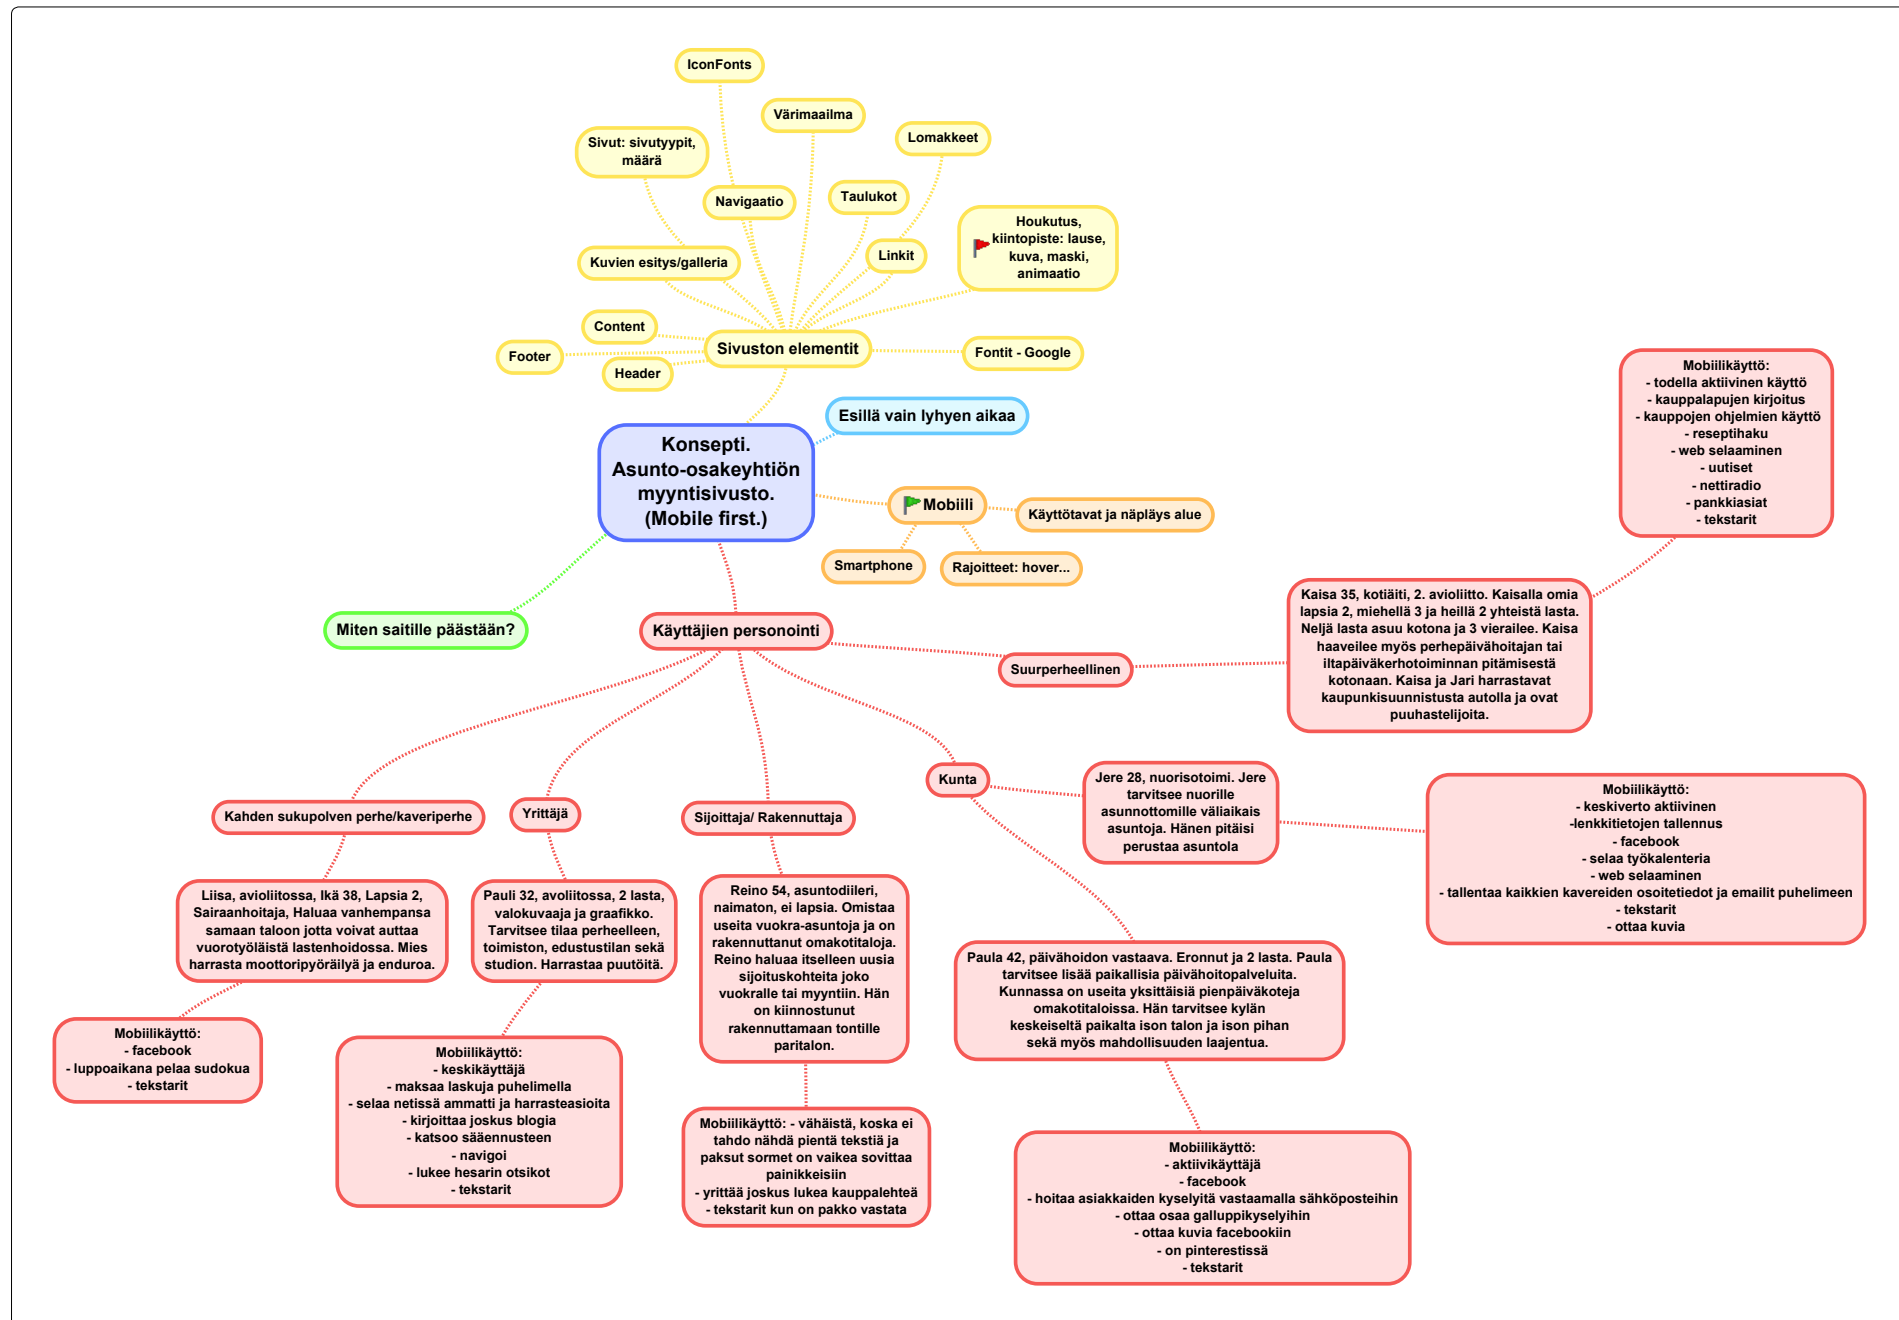 IconFonts
Värimaailma
Lomakkeet
Sivut: sivutyypit,
määrä
Navigaatio
Taulukot
Houkutus,
kiintopiste: lause,
kuva, maski,
animaatio
Kuvien esitys/galleria
Linkit
Content
Footer
Header
Sivuston elementit
Fontit - Google
Esillä vain lyhyen aikaa
Konsepti.
Asunto-osakeyhtiön
myyntisivusto.
(Mobile first.)
Mobiili
Käyttötavat ja näpläys alue
Smartphone
Rajoitteet: hover...
Miten saitille päästään?
Käyttäjien personointi
Suurperheellinen
Kaisa 35, kotiäiti, 2. avioliitto. Kaisalla omia
lapsia 2, miehellä 3 ja heillä 2 yhteistä lasta.
Neljä lasta asuu kotona ja 3 vierailee. Kaisa
haaveilee myös perhepäivähoitajan tai
iltapäiväkerhotoiminnan pitämisestä
kotonaan. Kaisa ja Jari harrastavat
kaupunkisuunnistusta autolla ja ovat
puuhastelijoita.
Mobiilikäyttö:
- todella aktiivinen käyttö
- kauppalapujen kirjoitus
- kauppojen ohjelmien käyttö
- reseptihaku
- web selaaminen
- uutiset
- nettiradio
- pankkiasiat
- tekstarit
Kunta
Jere 28, nuorisotoimi. Jere
tarvitsee nuorille
asunnottomille väliaikais
asuntoja. Hänen pitäisi
perustaa asuntola
Mobiilikäyttö:
- keskiverto aktiivinen
-lenkkitietojen tallennus
- facebook
- selaa työkalenteria
- web selaaminen
- tallentaa kaikkien kavereiden osoitetiedot ja emailit puhelimeen
- tekstarit
- ottaa kuvia
Kahden sukupolven perhe/kaveriperhe
Yrittäjä
Sijoittaja/ Rakennuttaja
Liisa, avioliitossa, Ikä 38, Lapsia 2,
Sairaanhoitaja, Haluaa vanhempansa
samaan taloon jotta voivat auttaa
vuorotyöläistä lastenhoidossa. Mies
harrasta moottoripyöräilyä ja enduroa.
Pauli 32, avoliitossa, 2 lasta,
valokuvaaja ja graafikko.
Tarvitsee tilaa perheelleen,
toimiston, edustustilan sekä
studion. Harrastaa puutöitä.
Reino 54, asuntodiileri,
naimaton, ei lapsia. Omistaa
useita vuokra-asuntoja ja on
rakennuttanut omakotitaloja.
Reino haluaa itselleen uusia
sijoituskohteita joko
vuokralle tai myyntiin. Hän
on kiinnostunut
rakennuttamaan tontille
paritalon.
Paula 42, päivähoidon vastaava. Eronnut ja 2 lasta. Paula
tarvitsee lisää paikallisia päivähoitopalveluita.
Kunnassa on useita yksittäisiä pienpäiväkoteja
omakotitaloissa. Hän tarvitsee kylän
keskeiseltä paikalta ison talon ja ison pihan
sekä myös mahdollisuuden laajentua.
Mobiilikäyttö:
- facebook
- luppoaikana pelaa sudokua
- tekstarit
Mobiilikäyttö:
- keskikäyttäjä
- maksaa laskuja puhelimella
- selaa netissä ammatti ja harrasteasioita
- kirjoittaa joskus blogia
- katsoo sääennusteen
- navigoi
- lukee hesarin otsikot
- tekstarit
Mobiilikäyttö: - vähäistä, koska ei
tahdo nähdä pientä tekstiä ja
paksut sormet on vaikea sovittaa
painikkeisiin
- yrittää joskus lukea kauppalehteä
- tekstarit kun on pakko vastata
Mobiilikäyttö:
- aktiivikäyttäjä
- facebook
- hoitaa asiakkaiden kyselyitä vastaamalla sähköposteihin
- ottaa osaa galluppikyselyihin
- ottaa kuvia facebookiin
- on pinterestissä
- tekstarit